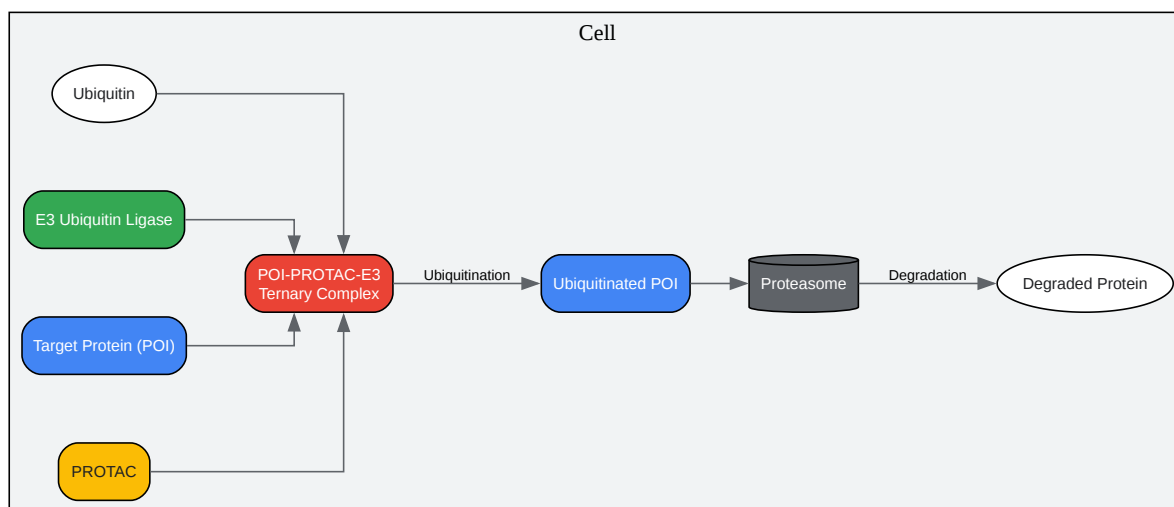 Cell
Ubiquitin
E3 Ubiquitin Ligase
Target Protein (POI)
PROTAC
POI-PROTAC-E3
Ternary Complex
Ubiquitination
Ubiquitinated POI
Proteasome
Degradation
Degraded Protein